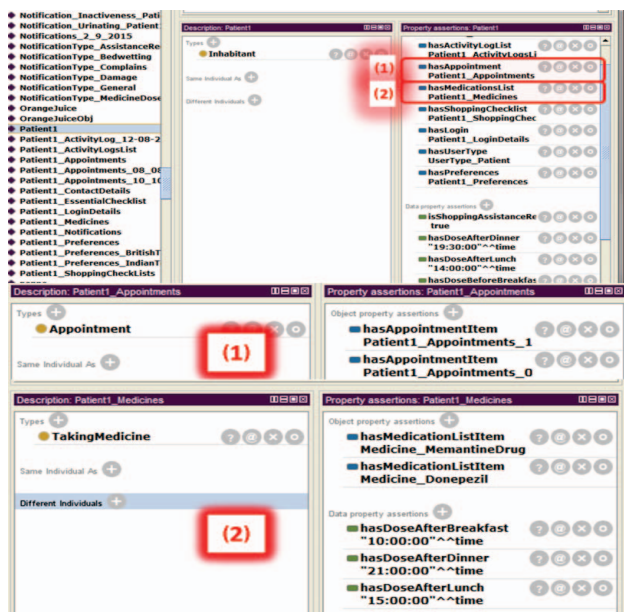 Notification_Inactiveness_Pati
Notification_Urinating_Patient
Notifications_2_9_2015
NotificationType_AssistanceRe
NotificationType_Bedwetting
NotificationType_Complains
NotificationType_Damage
NotificationType_General
NotificationType_MedicineDose
OrangeJuice
OrangeJuiceObj
Patient1
Patient1_ActivityLog_12-08-2
Patient1_ActivityLogsList
Patient1_Appointments
Patient1_Appointments_08_08
Patient1_Appointments_10_10
Patient1_ContactDetails
Patient1_EssentialChecklist
Patient1_LoginDetails
Patient1_Medicines
Patient1_Notifications
Patient1_Preferences
Patient1_Preferences_BritishT
Patient1_Preferences_IndianT
Patient1_ShoppingCheckLists
Description: Patient1
Types
Inhabitant
Same Individual As
Different Individuals
(1)
(2)
Property assertions: Patient1
hasActivityLogList
Patient1_ActivityLogsLi
hasAppointment
Patient1_Appointments
hasMedicationsList
Patient1_Medicines
hasShoppingChecklist
Patient1_ShoppingChec
hasLogin
Patient1_LoginDetails
hasUserType
UserType_Patient
hasPreferences
Patient1_Preferences
Data property assertions
isShoppingAssistanceRe
true
hasDoseAfterDinner
"19:30:00"^^time
hasDoseAfterLunch
"14:00:00"^^time
hasDoseBeforeBreakfas
Description: Patient1_Appointments
Types
Appointment
(1)
Same Individual As
Property assertions: Patient1_Appointments
Object property assertions
hasAppointmentItem
Patient1_Appointments_1
hasAppointmentItem
Patient1_Appointments_0
Description: Patient1_Medicines
Types
TakingMedicine
Same Individual As
Different Individuals
(2)
Property assertions: Patient1_Medicines
Object property assertions
hasMedicationListItem
Medicine_MemantineDrug
hasMedicationListItem
Medicine_Donepezil
Data property assertions
hasDoseAfterBreakfast
"10:00:00"^^time
hasDoseAfterDinner
"21:00:00"^^time
hasDoseAfterLunch
"15:00:00"^^time